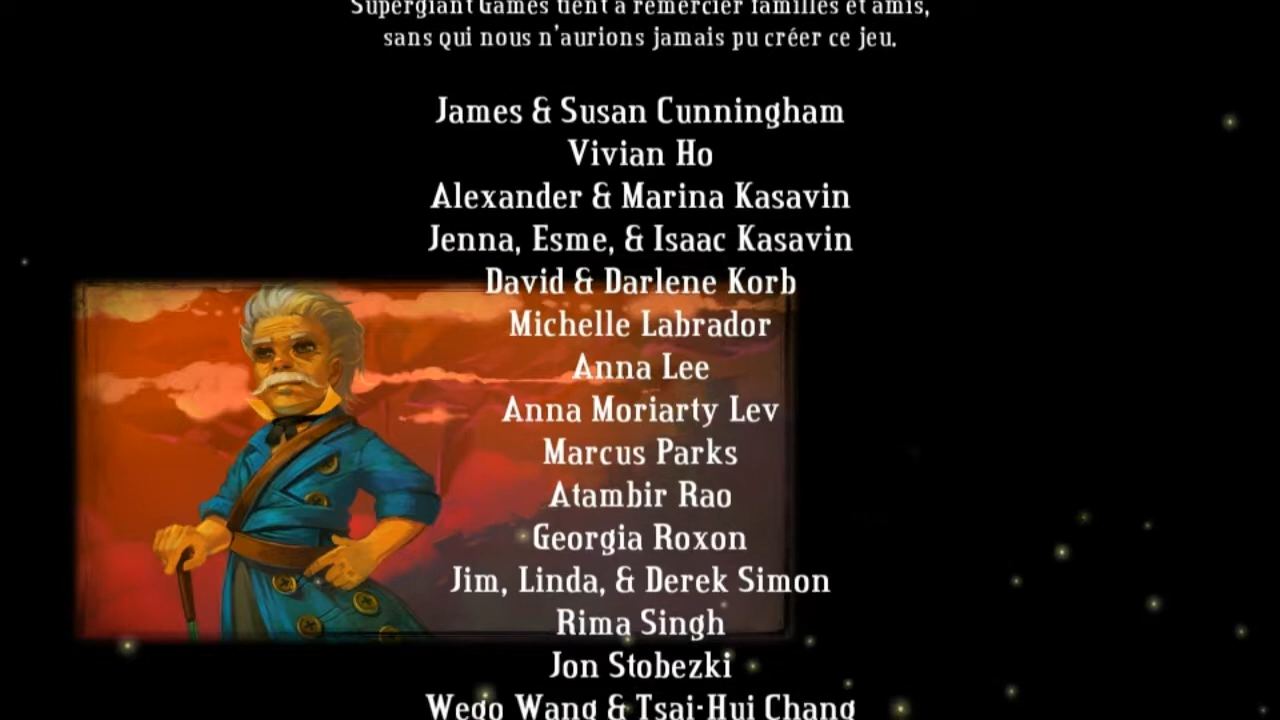 Supergiant Games tient à remercier familles et amis,
sans qui nous n'aurions jamais pu créer ce jeu.
James & Susan Cunningham
Vivian Ho
Alexander & Marina Kasavin
Jenna, Esme, & Isaac Kasavin
David & Darlene Korb
Michelle Labrador
Anna Lee
Anna Moriarty Lev
Marcus Parks
Atambir Rao
Georgia Roxon
Jim, Linda, & Derek Simon
Rima Singh
Jon Stobezki
Wego Wang & Tsai-Hui Chang